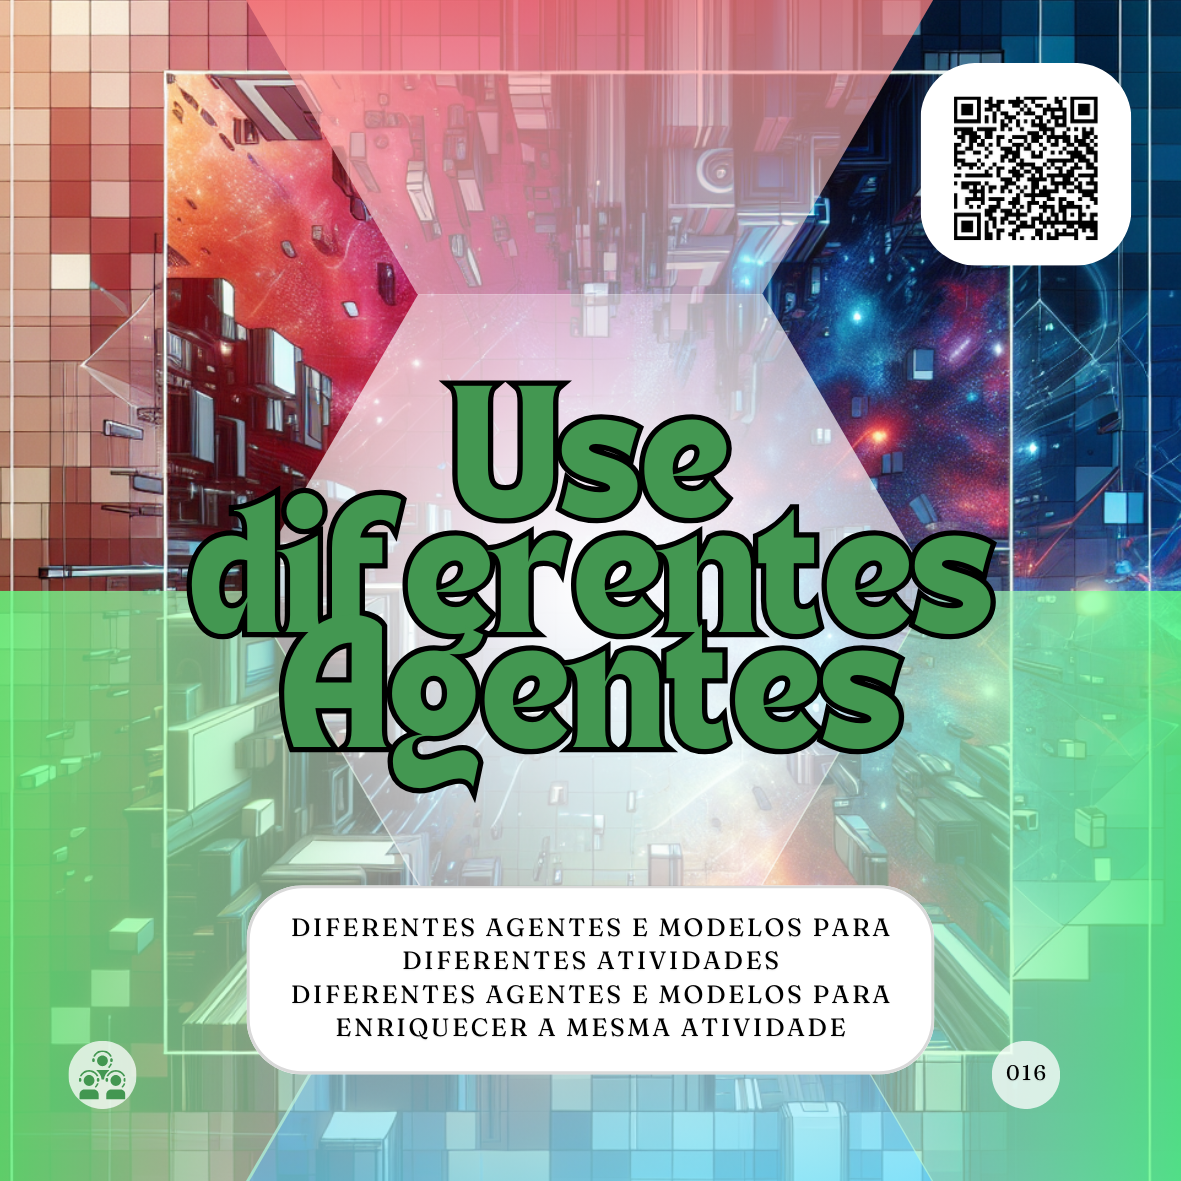 Use
diferentes
Agentes
DIFERENTES AGENTES E MODELOS PARA
DIFERENTES ATIVIDADES
DIFERENTES AGENTES E MODELOS PARA
ENRIQUECER A MESMA ATIVIDADE
016